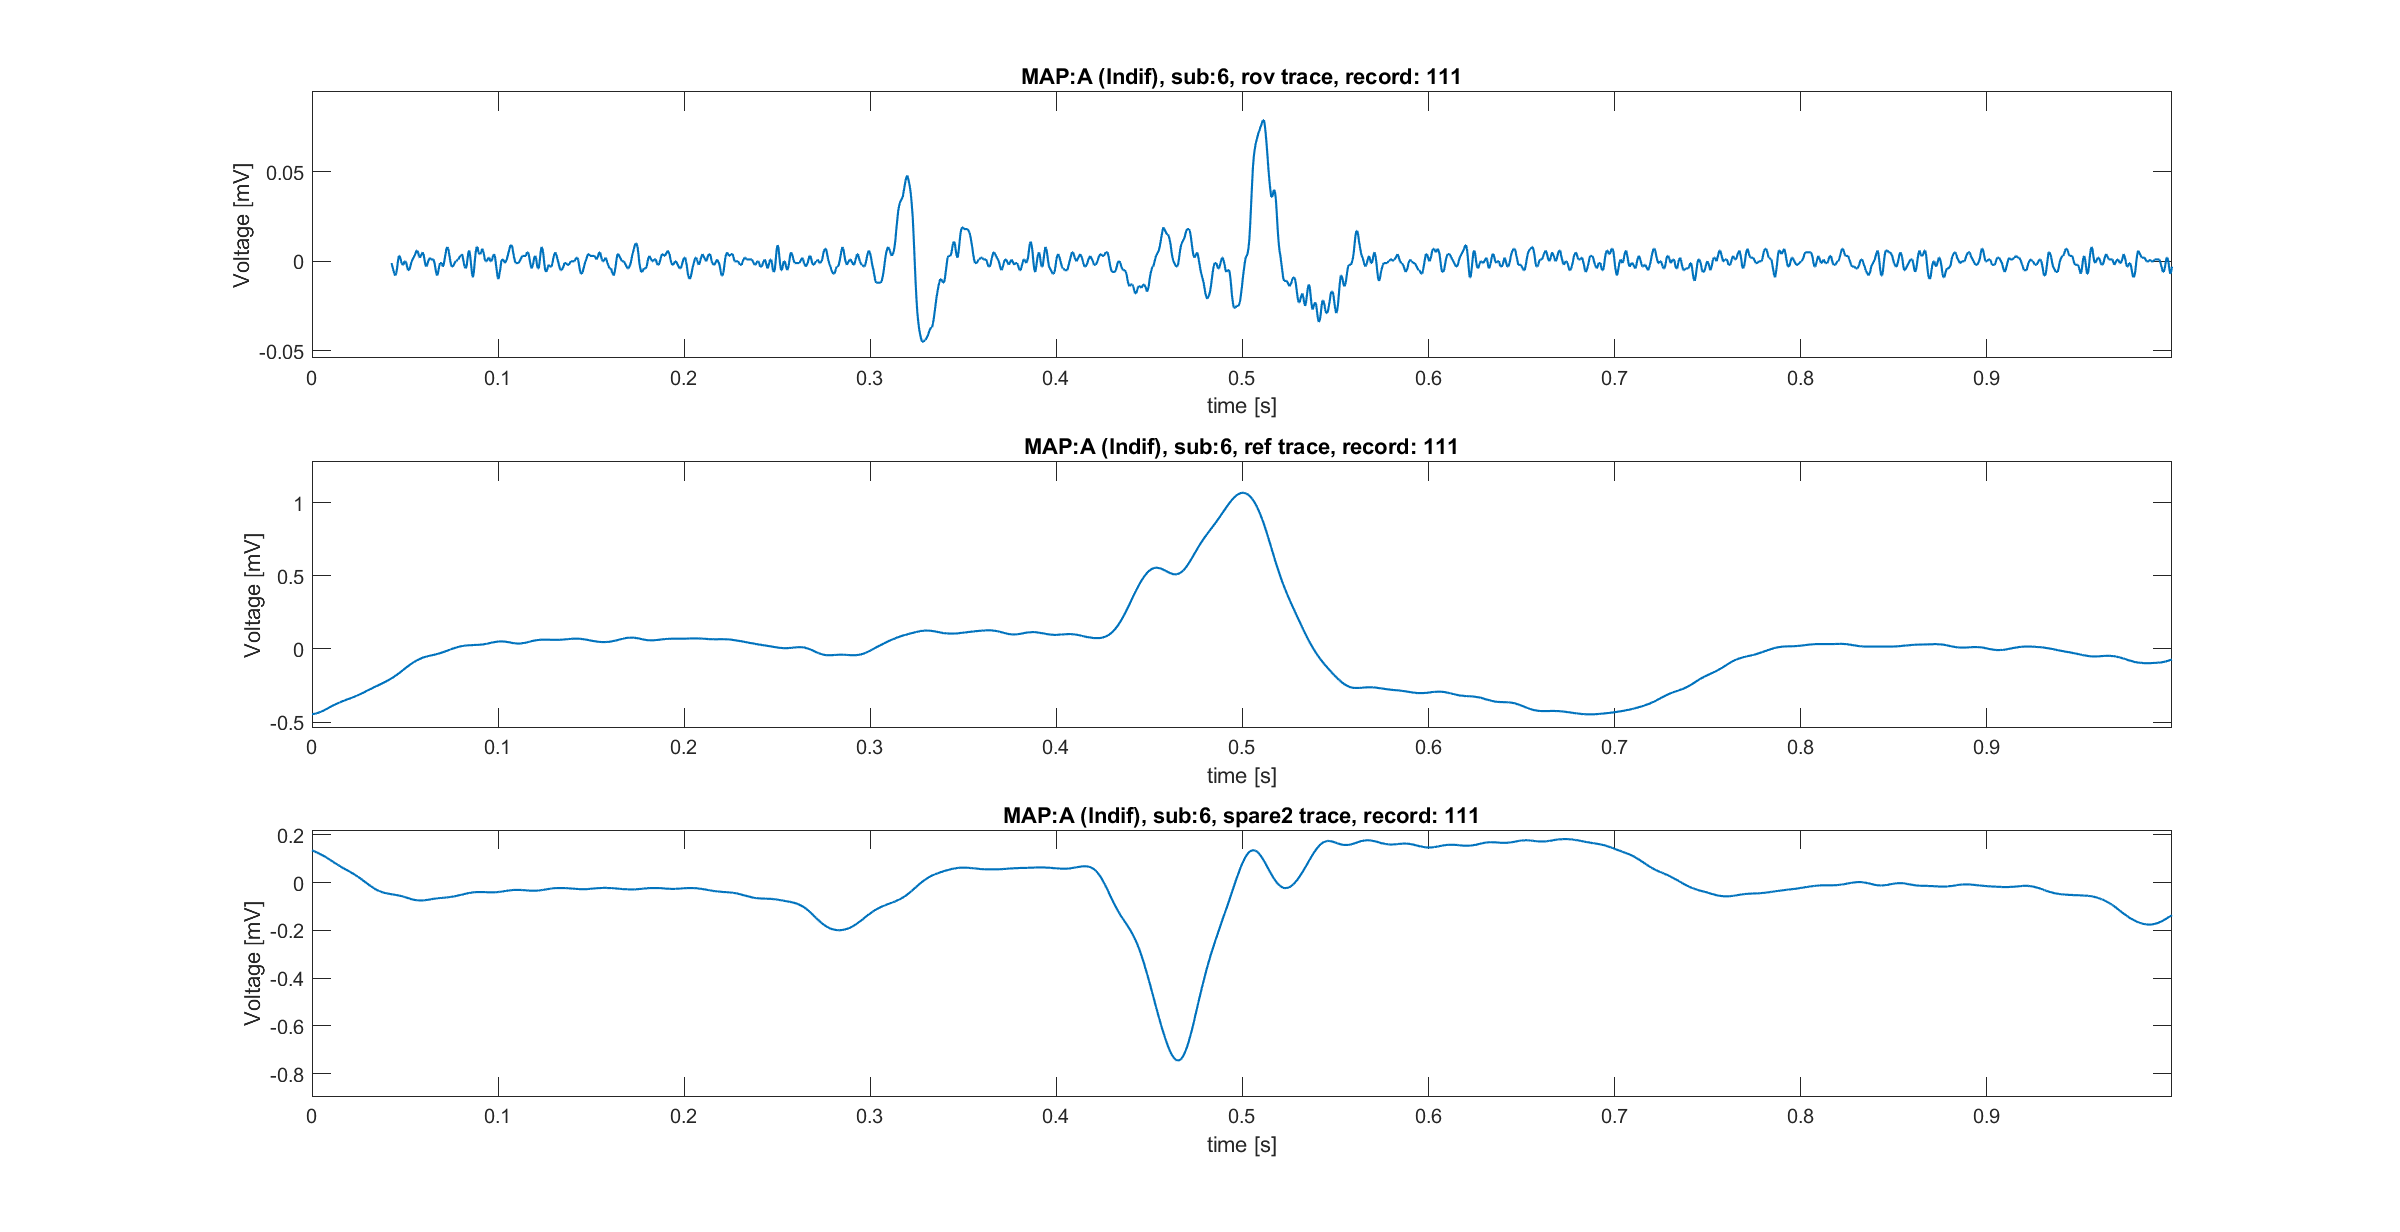 MAP:A (Indif), sub:6, rov trace, record: 111
Voltage [mV]
0.05
0
-0.05
0 0.1 0.2 0.3 0.4 0.5 0.6 0.7 0.8 0.9
time [s]
MAP:A (Indif), sub:6, ref trace, record: 111
Voltage [mV]
1
0.5
0
-0.5
0 0.1 0.2 0.3 0.4 0.5 0.6 0.7 0.8 0.9
time [s]
MAP:A (Indif), sub:6, spare2 trace, record: 111
Voltage [mV]
0.2
0
-0.2
-0.4
-0.6
-0.8
0 0.1 0.2 0.3 0.4 0.5 0.6 0.7 0.8 0.9
time [s]